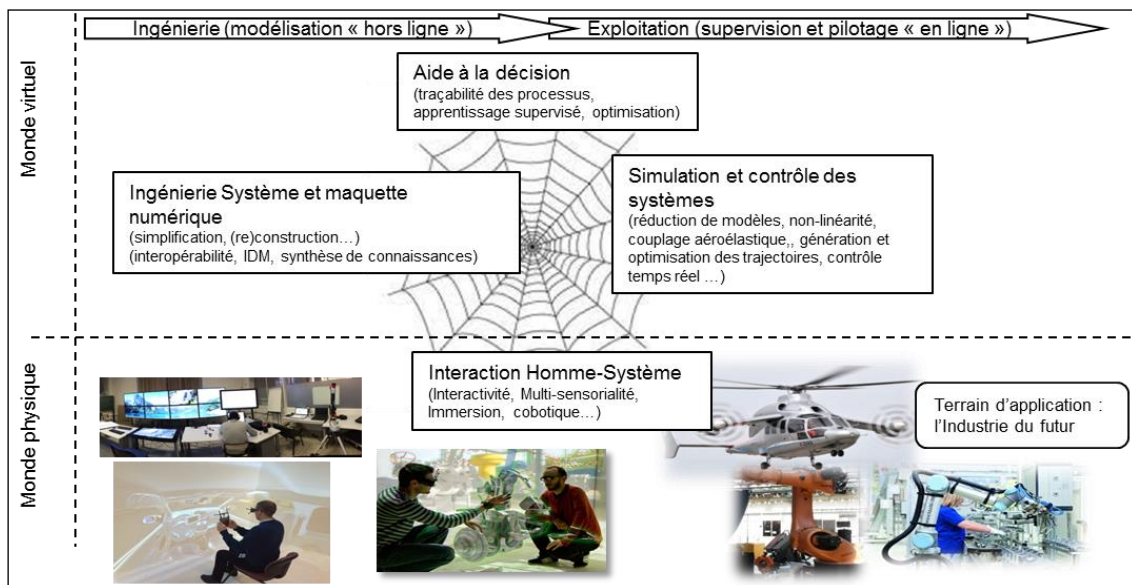 Ingénierie (modélisation « hors ligne »)
Exploitation (supervision et pilotage « en ligne »)
Monde virtuel
Aide à la décision
(traçabilité des processus,
apprentissage supervisé, optimisation)
Ingénierie Système et maquette
numérique
(simplification, (re)construction…)
(interopérabilité, IDM, synthèse de connaissances)
Simulation et contrôle des
systèmes
(réduction de modèles, non-linéarité,
couplage aéroélastique,, génération et
optimisation des trajectoires, contrôle
temps réel …)
Monde physique
Interaction Homme-Système
(Interactivité, Multi-sensorialité,
Immersion, cobotique…)
Terrain d'application :
l'Industrie du futur